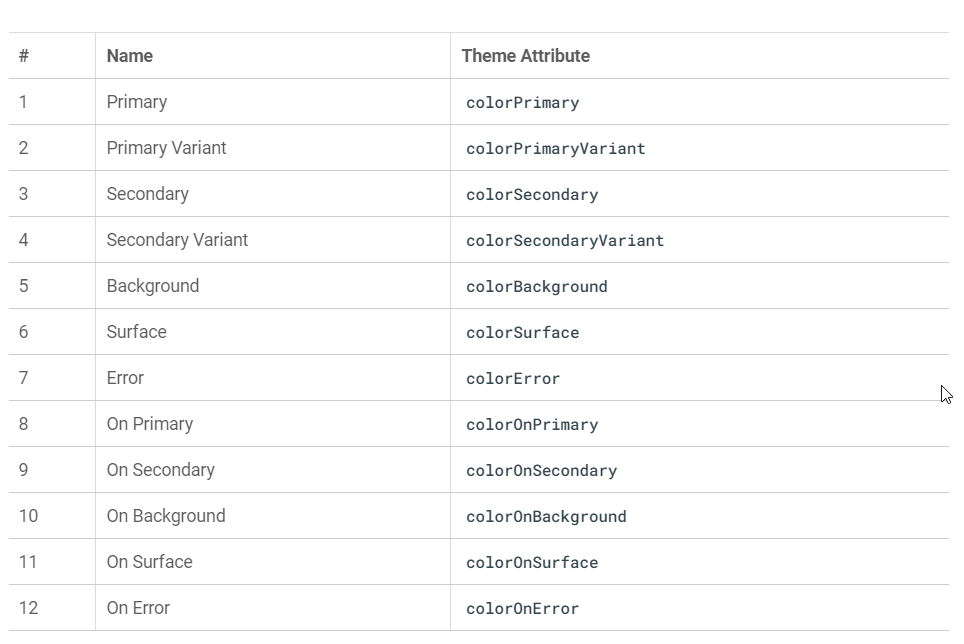 # Name Theme Attribute
1 Primary colorPrimary
2 Primary Variant colorPrimaryVariant
3 Secondary colorSecondary
4 Secondary Variant colorSecondaryVariant
5 Background colorBackground
6 Surface colorSurface
7 Error colorError
8 On Primary colorOnPrimary
9 On Secondary colorOnSecondary
10 On Background colorOnBackground
11 On Surface colorOnSurface
12 On Error colorOnError